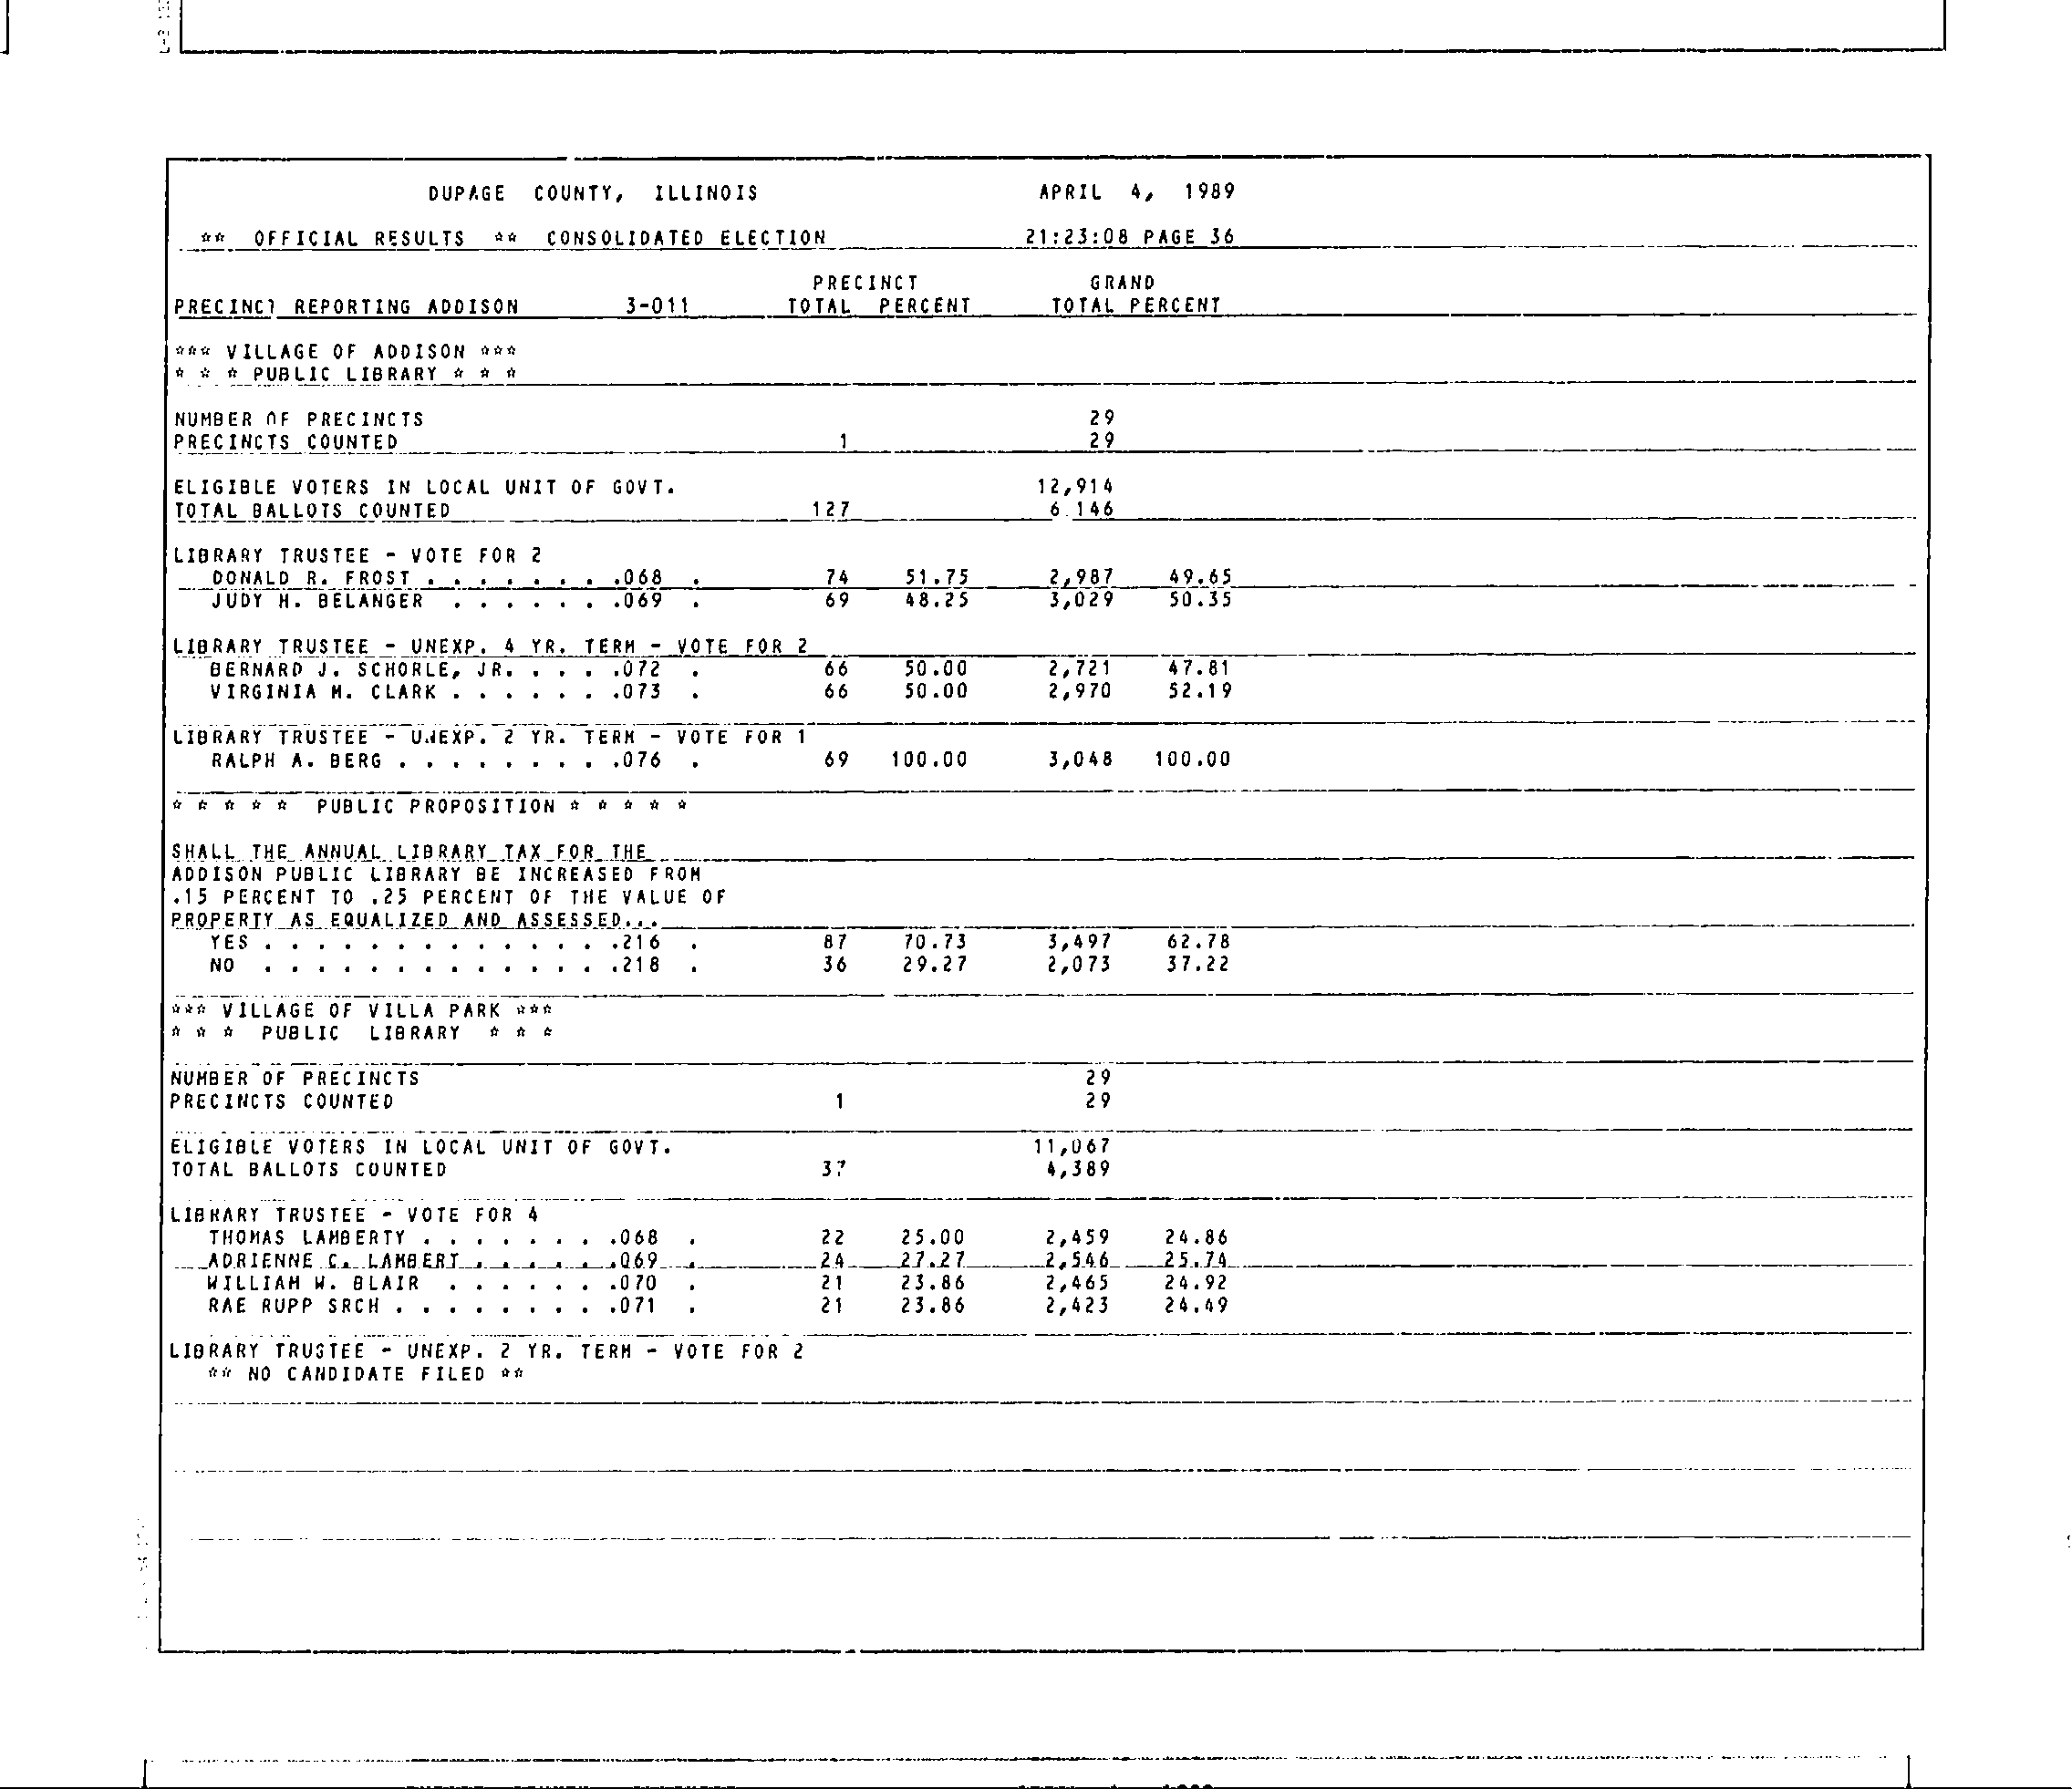 DUPAGE COUNTY, ILLINOIS APRIL 4, 1989
** OFFICIAL RESULTS ** CONSOLIDATED ELECTION 21:23:08 PAGE 36
PRECINCT GRAND
PRECINCT REPORTING ADDISON 3-011 TOTAL PERCENT TOTAL PERCENT
*** VILLAGE OF ADDISON ***
* * * PUBLIC LIBRARY * * *
NUMBER OF PRECINCTS 29
PRECINCTS COUNTED 1 29
ELIGIBLE VOTERS IN LOCAL UNIT OF GOVT. 12,914
TOTAL BALLOTS COUNTED 127 6,146
LIBRARY TRUSTEE - VOTE FOR 2
DONALD R. FROST . . . . . . . .068 . 74 51.75 2,987 49.65
JUDY H. BELANGER . . . . . . .069 . 69 48.25 3,029 50.35
LIBRARY TRUSTEE - UNEXP. 4 YR. TERM - VOTE FOR 2
BERNARD J. SCHORLE, JR. . . . .072 . 66 50.00 2,721 47.81
VIRGINIA M. CLARK . . . . . . .073 . 66 50.00 2,970 52.19
LIBRARY TRUSTEE - UNEXP. 2 YR. TERM - VOTE FOR 1
RALPH A. BERG . . . . . . . . .076 . 69 100.00 3,048 100.00
* * * * * PUBLIC PROPOSITION * * * * *
SHALL THE ANNUAL LIBRARY TAX FOR THE
ADDISON PUBLIC LIBRARY BE INCREASED FROM
.15 PERCENT TO .25 PERCENT OF THE VALUE OF
PROPERTY AS EQUALIZED AND ASSESSED...
YES . . . . . . . . . . . . . .216 . 87 70.73 3,497 62.78
NO . . . . . . . . . . . . . .218 . 36 29.27 2,073 37.22
*** VILLAGE OF VILLA PARK ***
* * * PUBLIC LIBRARY * * *
NUMBER OF PRECINCTS 29
PRECINCTS COUNTED 1 29
ELIGIBLE VOTERS IN LOCAL UNIT OF GOVT. 11,067
TOTAL BALLOTS COUNTED 37 4,389
LIBRARY TRUSTEE - VOTE FOR 4
THOMAS LAMBERTY . . . . . . . .068 . 22 25.00 2,459 24.86
ADRIENNE C. LAMBERT . . . . . .069 . 24 27.27 2,546 25.74
WILLIAM W. BLAIR . . . . . . .070 . 21 23.86 2,465 24.92
RAE RUPP SRCH . . . . . . . . .071 . 21 23.86 2,423 24.49
LIBRARY TRUSTEE - UNEXP. 2 YR. TERM - VOTE FOR 2
** NO CANDIDATE FILED **